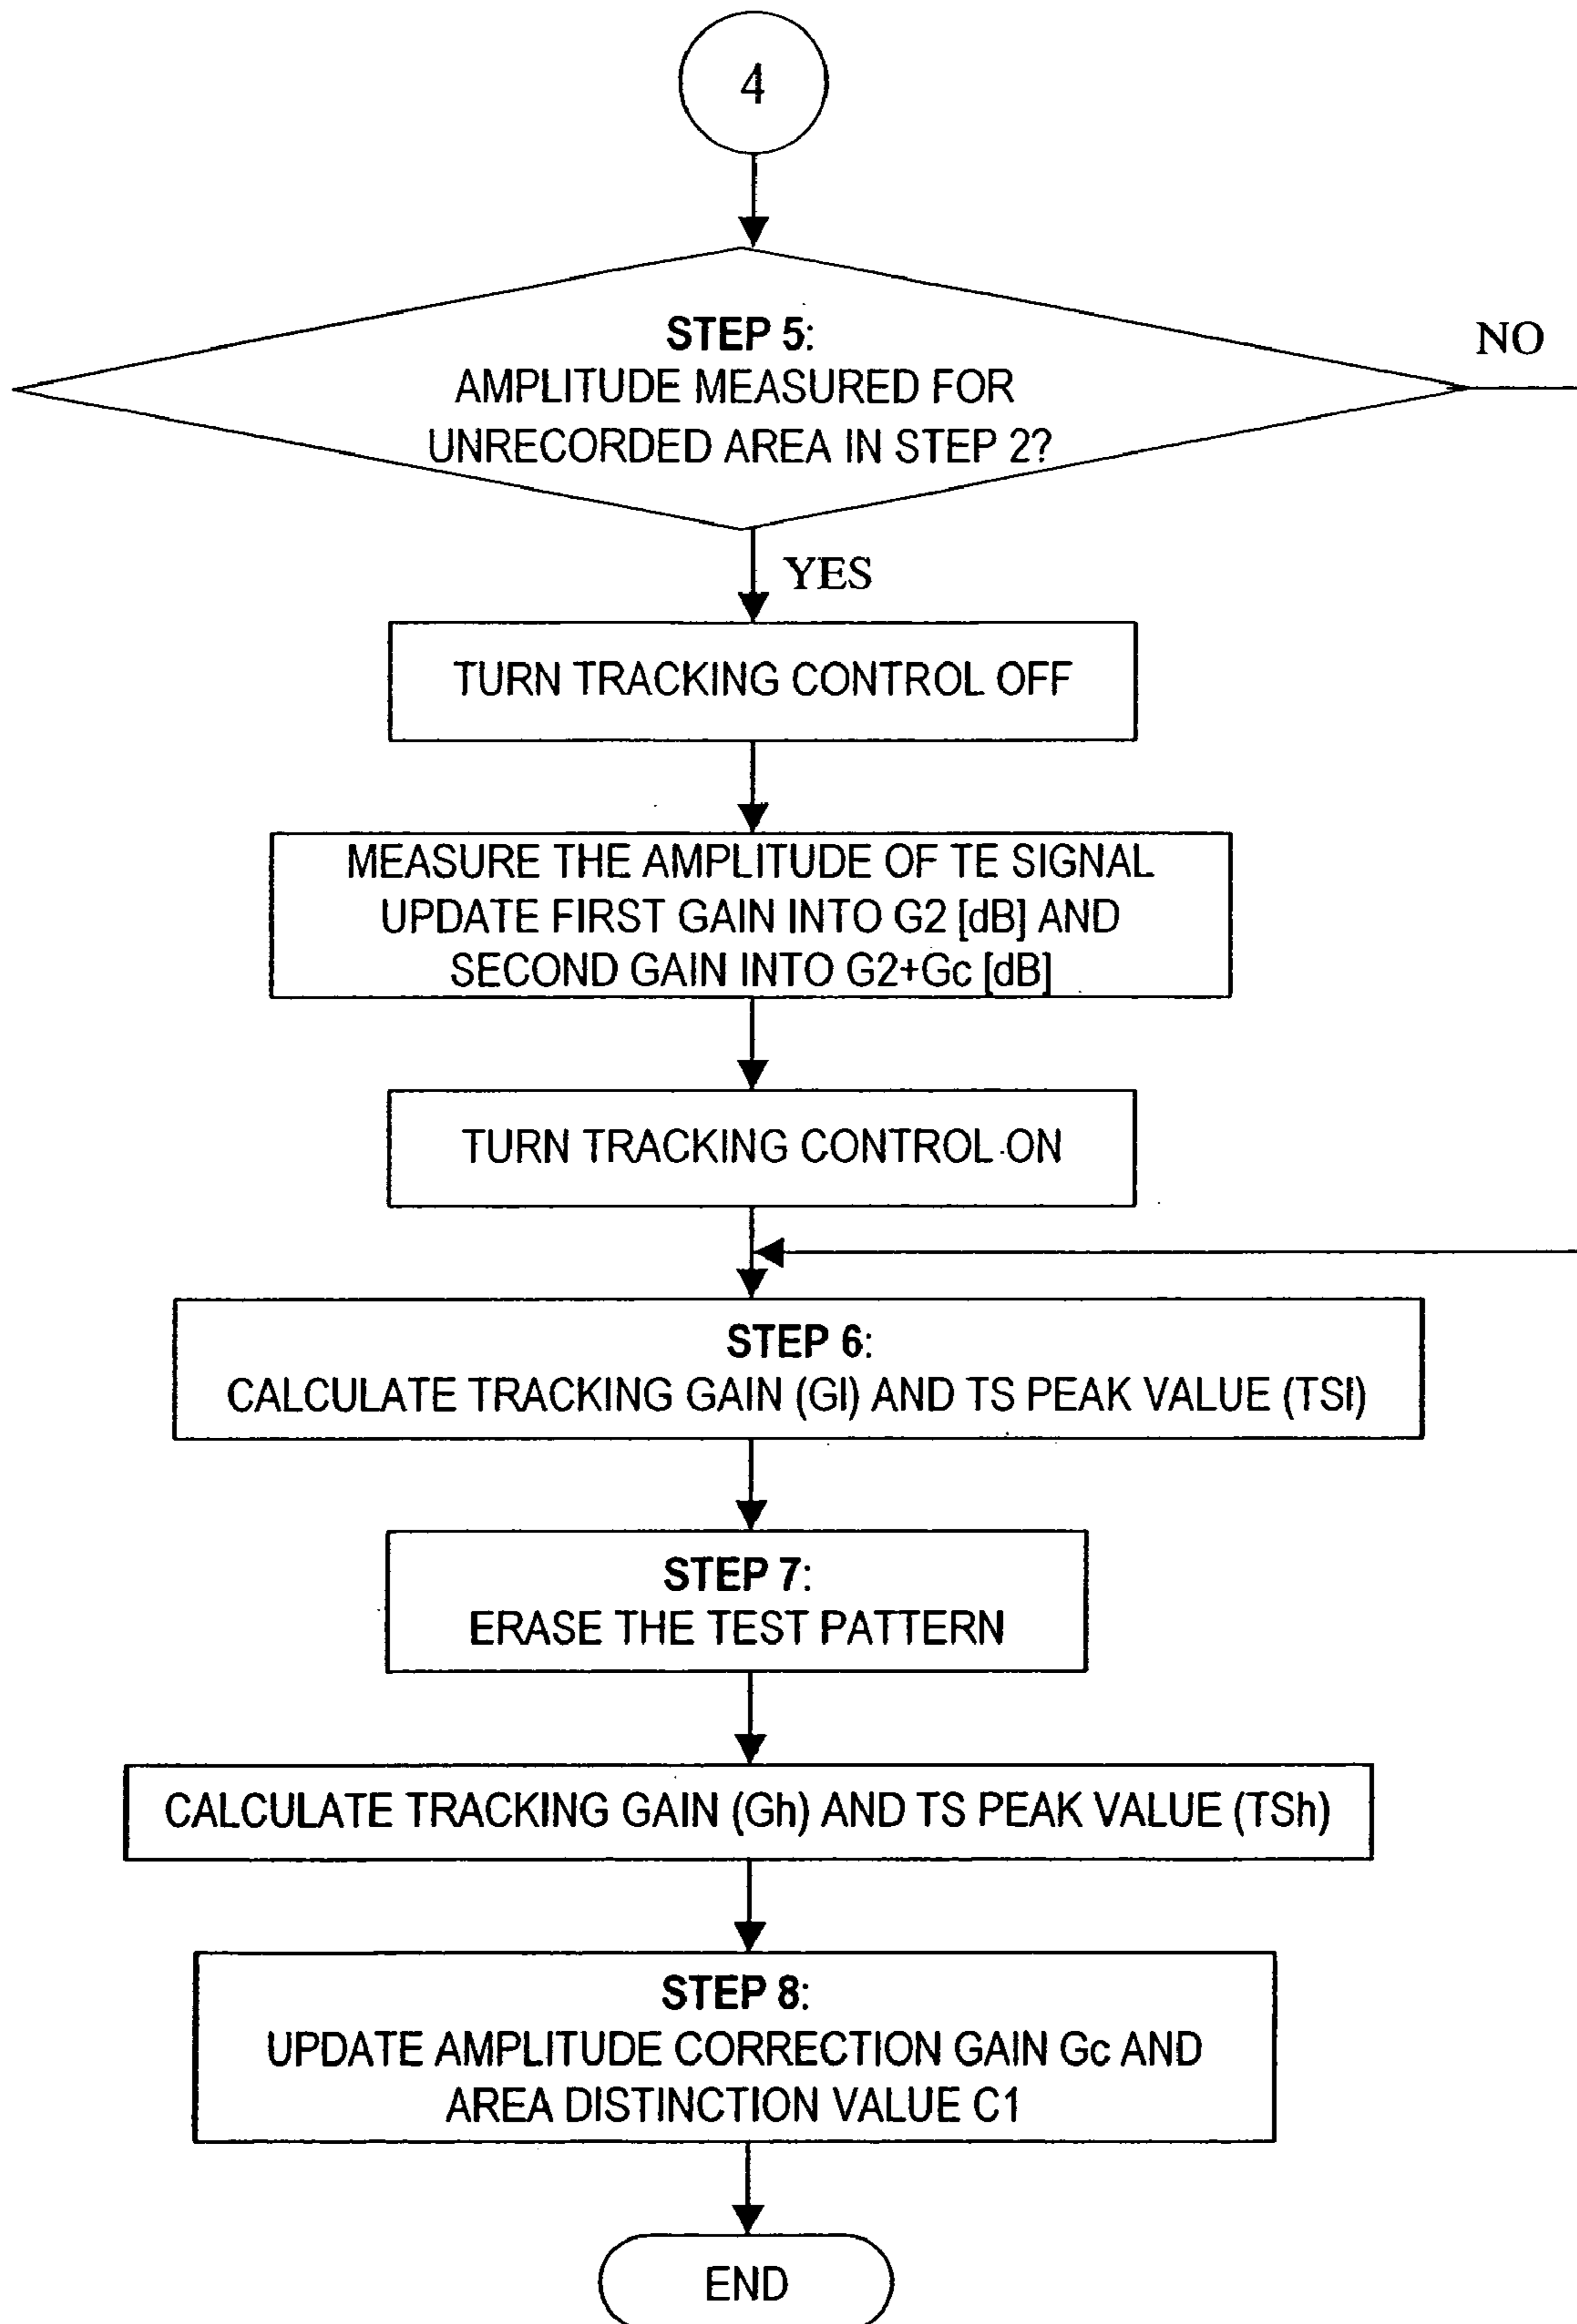 4
STEP 5:
AMPLITUDE MEASURED FOR
UNRECORDED AREA IN STEP 2?
NO
YES
TURN TRACKING CONTROL OFF
MEASURE THE AMPLITUDE OF TE SIGNAL
UPDATE FIRST GAIN INTO G2 [dB] AND
SECOND GAIN INTO G2+Gc [dB]
TURN TRACKING CONTROL ON
STEP 6:
CALCULATE TRACKING GAIN (Gl) AND TS PEAK VALUE (TSl)
STEP 7:
ERASE THE TEST PATTERN
CALCULATE TRACKING GAIN (Gh) AND TS PEAK VALUE (TSh)
STEP 8:
UPDATE AMPLITUDE CORRECTION GAIN Gc AND
AREA DISTINCTION VALUE C1
END